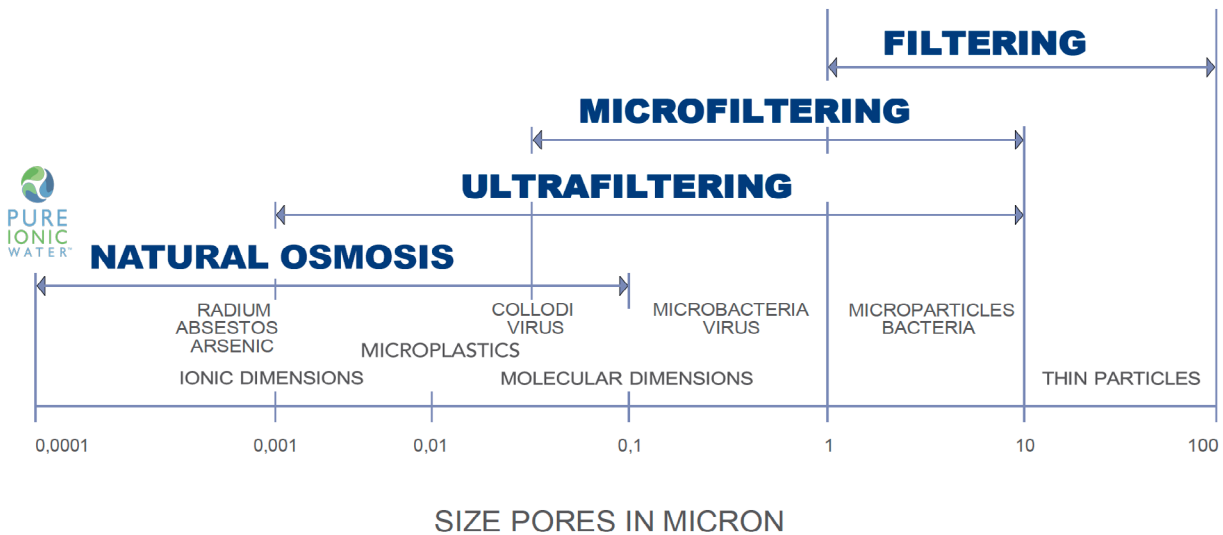 FILTERING
MICROFILTERING
ULTRAFILTERING
PURE
IONIC
WATER™
NATURAL OSMOSIS
RADIUM
ABSESTOS
ARSENIC
COLLODI
VIRUS
MICROBACTERIA
VIRUS
MICROPARTICLES
BACTERIA
MICROPLASTICS
IONIC DIMENSIONS
MOLECULAR DIMENSIONS
THIN PARTICLES
0,0001
0,001
0,01
0,1
1
10
100
SIZE PORES IN MICRON